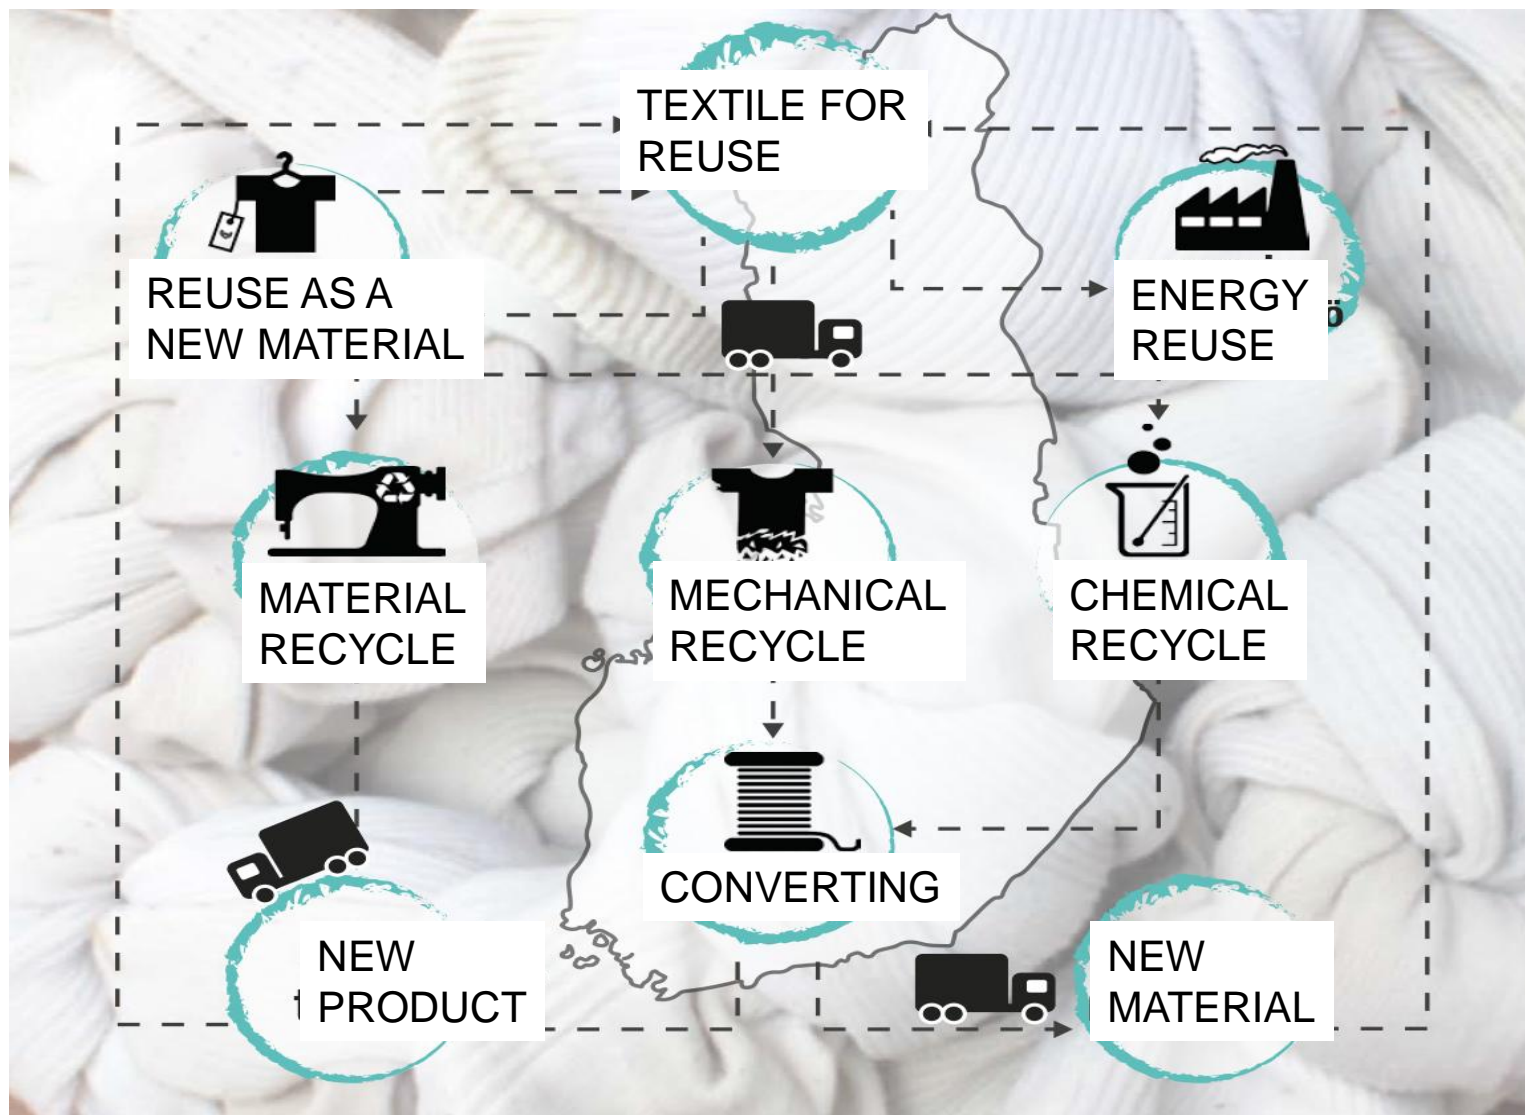 TEXTILE FOR
REUSE
REUSE AS A
NEW MATERIAL
ENERGY
REUSE
ö
MATERIAL
RECYCLE
MECHANICAL
RECYCLE
CHEMICAL
RECYCLE
CONVERTING
NEW
PRODUCT
NEW
MATERIAL